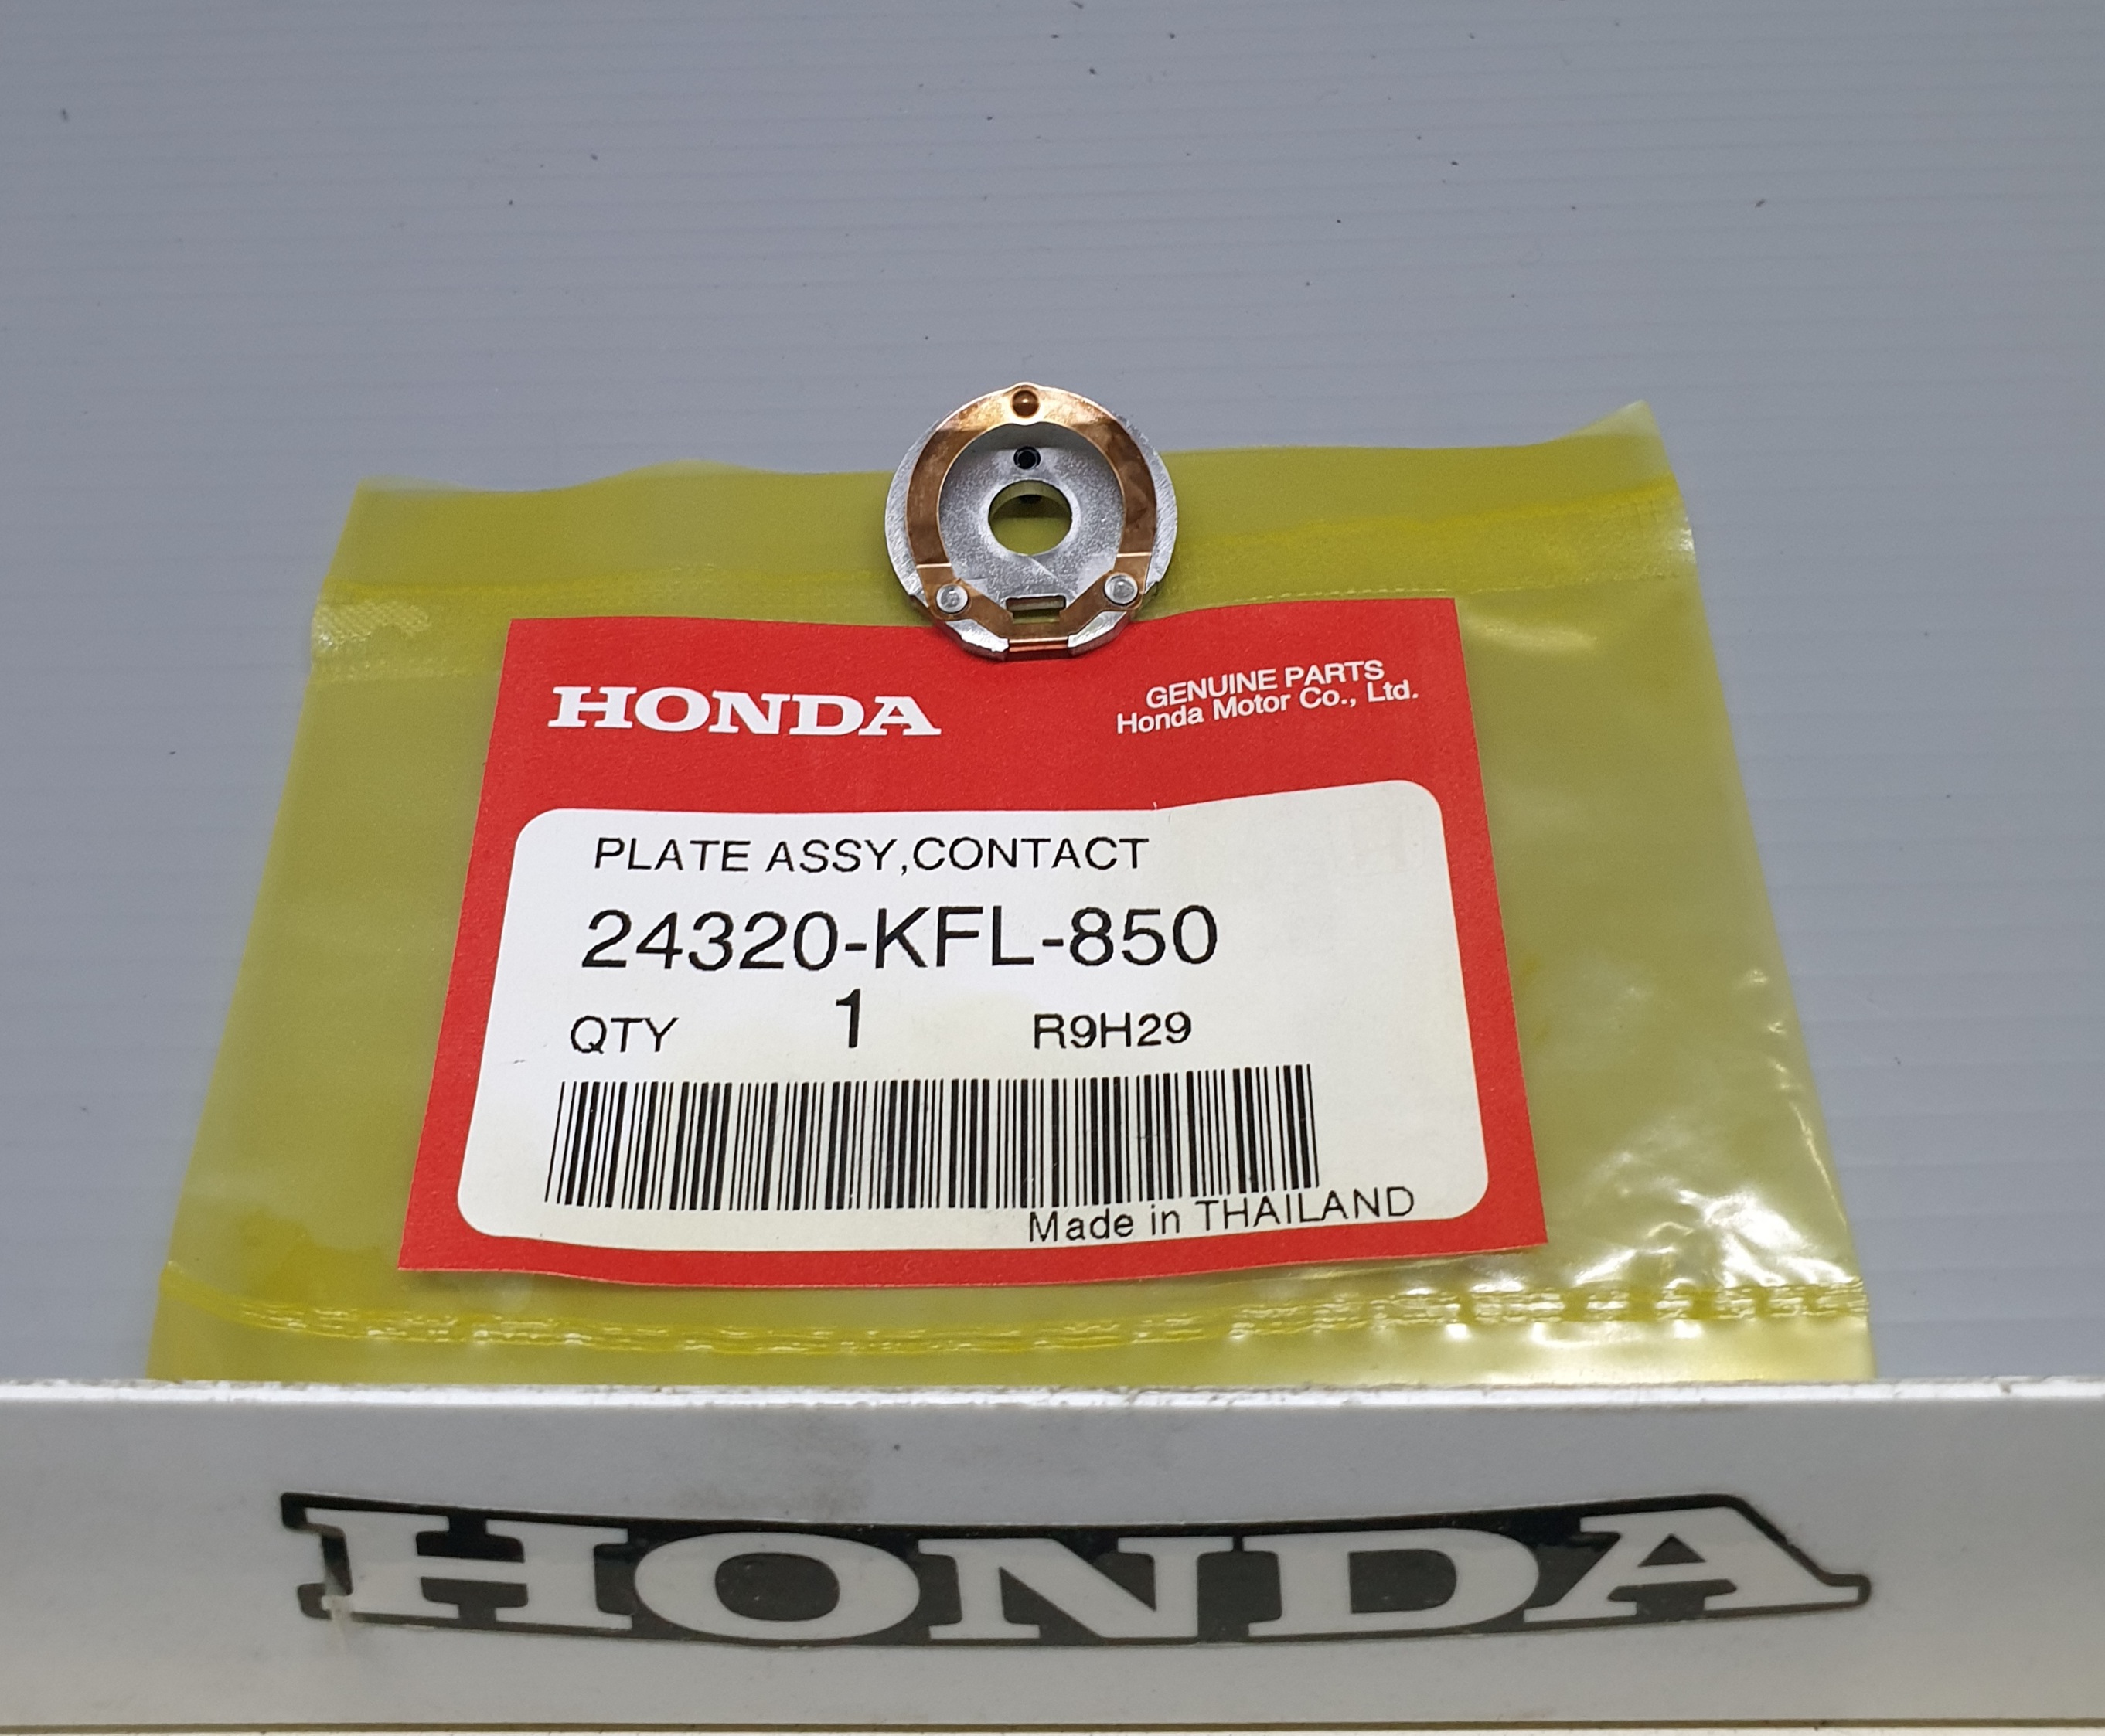 HONDA
GENUINE PARTS
Honda Motor Co., Ltd.
PLATE ASSY,CONTACT
24320-KFL-850
QTY 1 R9H29
Made in THAILAND
HONDA